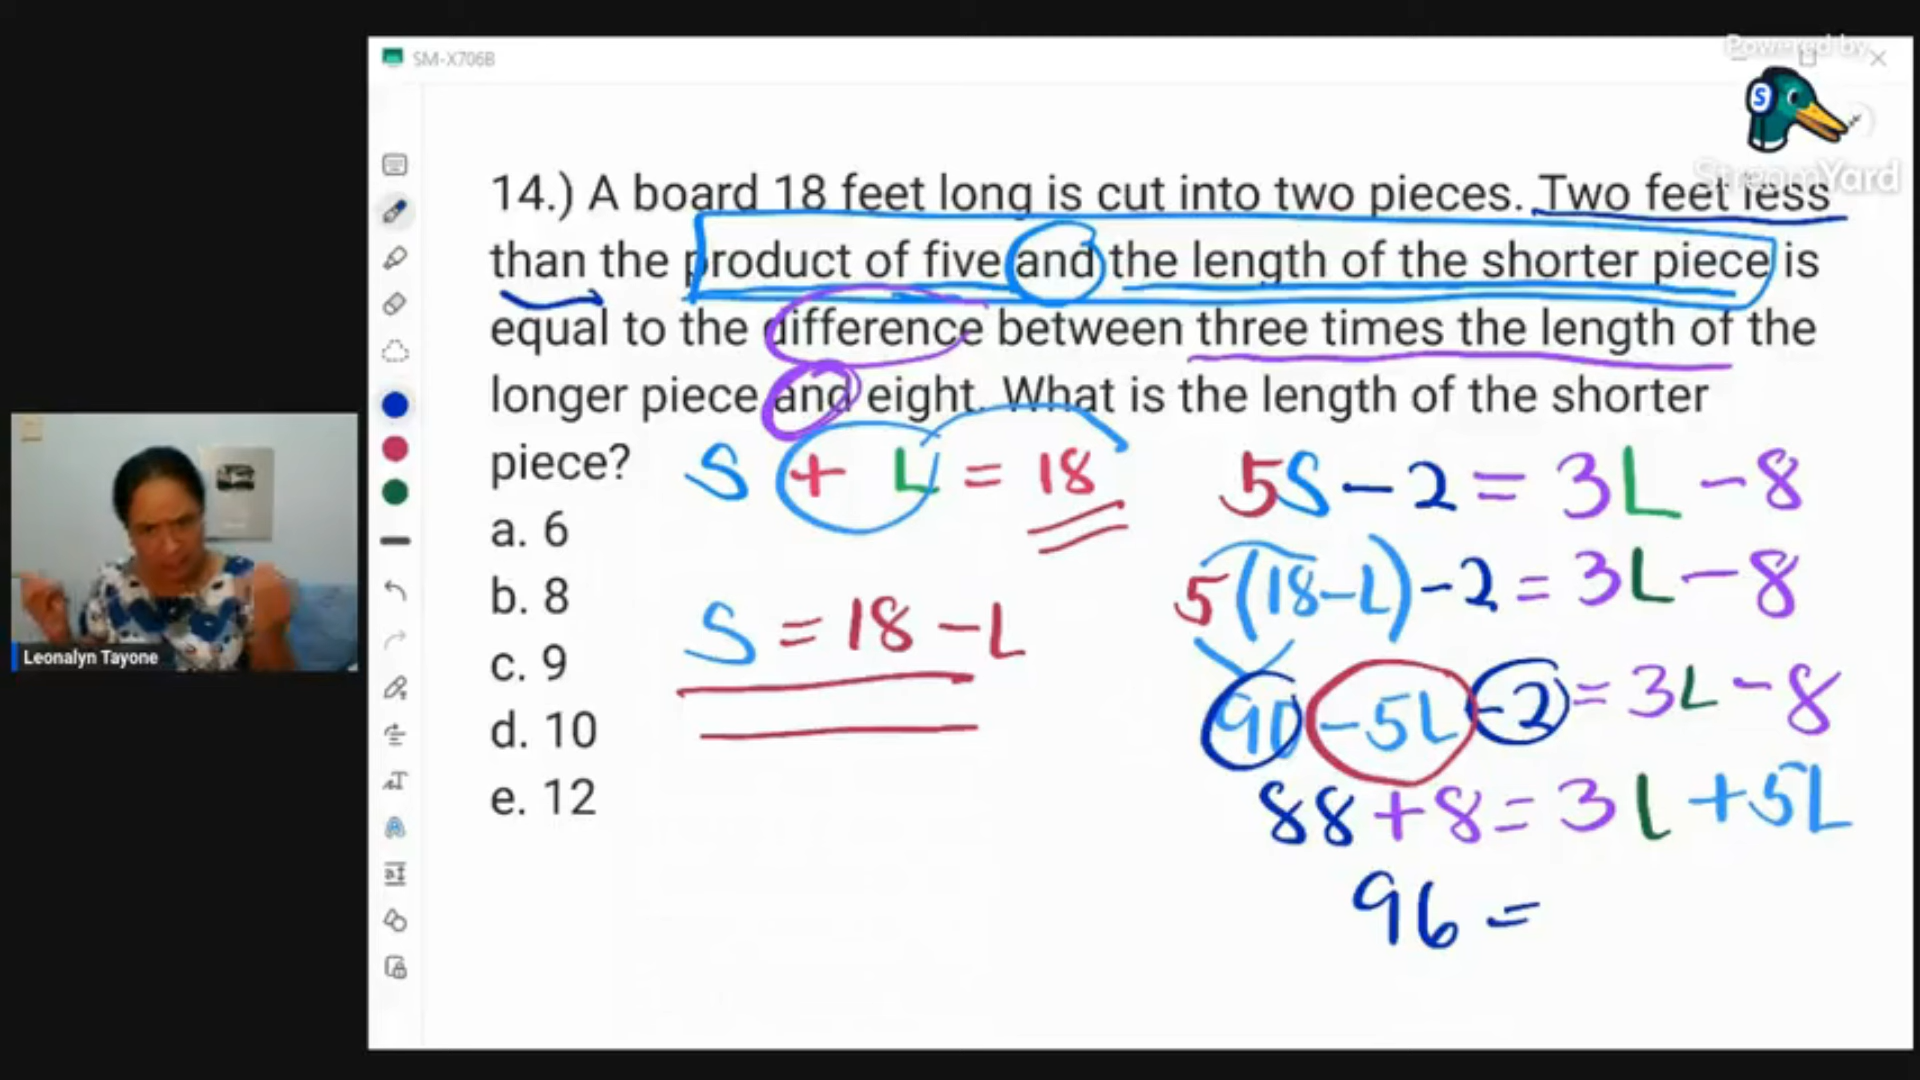 SM-X706B
Powered by
StreamYard
14.) A board 18 feet long is cut into two pieces. Two feet less
than the product of five and the length of the shorter piece is
equal to the difference between three times the length of the
longer piece and eight. What is the length of the shorter
piece?
a. 6
b. 8
c. 9
d. 10
e. 12
S + L = 18
S = 18 - L
5S - 2 = 3L - 8
5(18-L) - 2 = 3L - 8
90 - 5L - 2 = 3L - 8
88 + 8 = 3L + 5L
96 =
Leonalyn Tayone